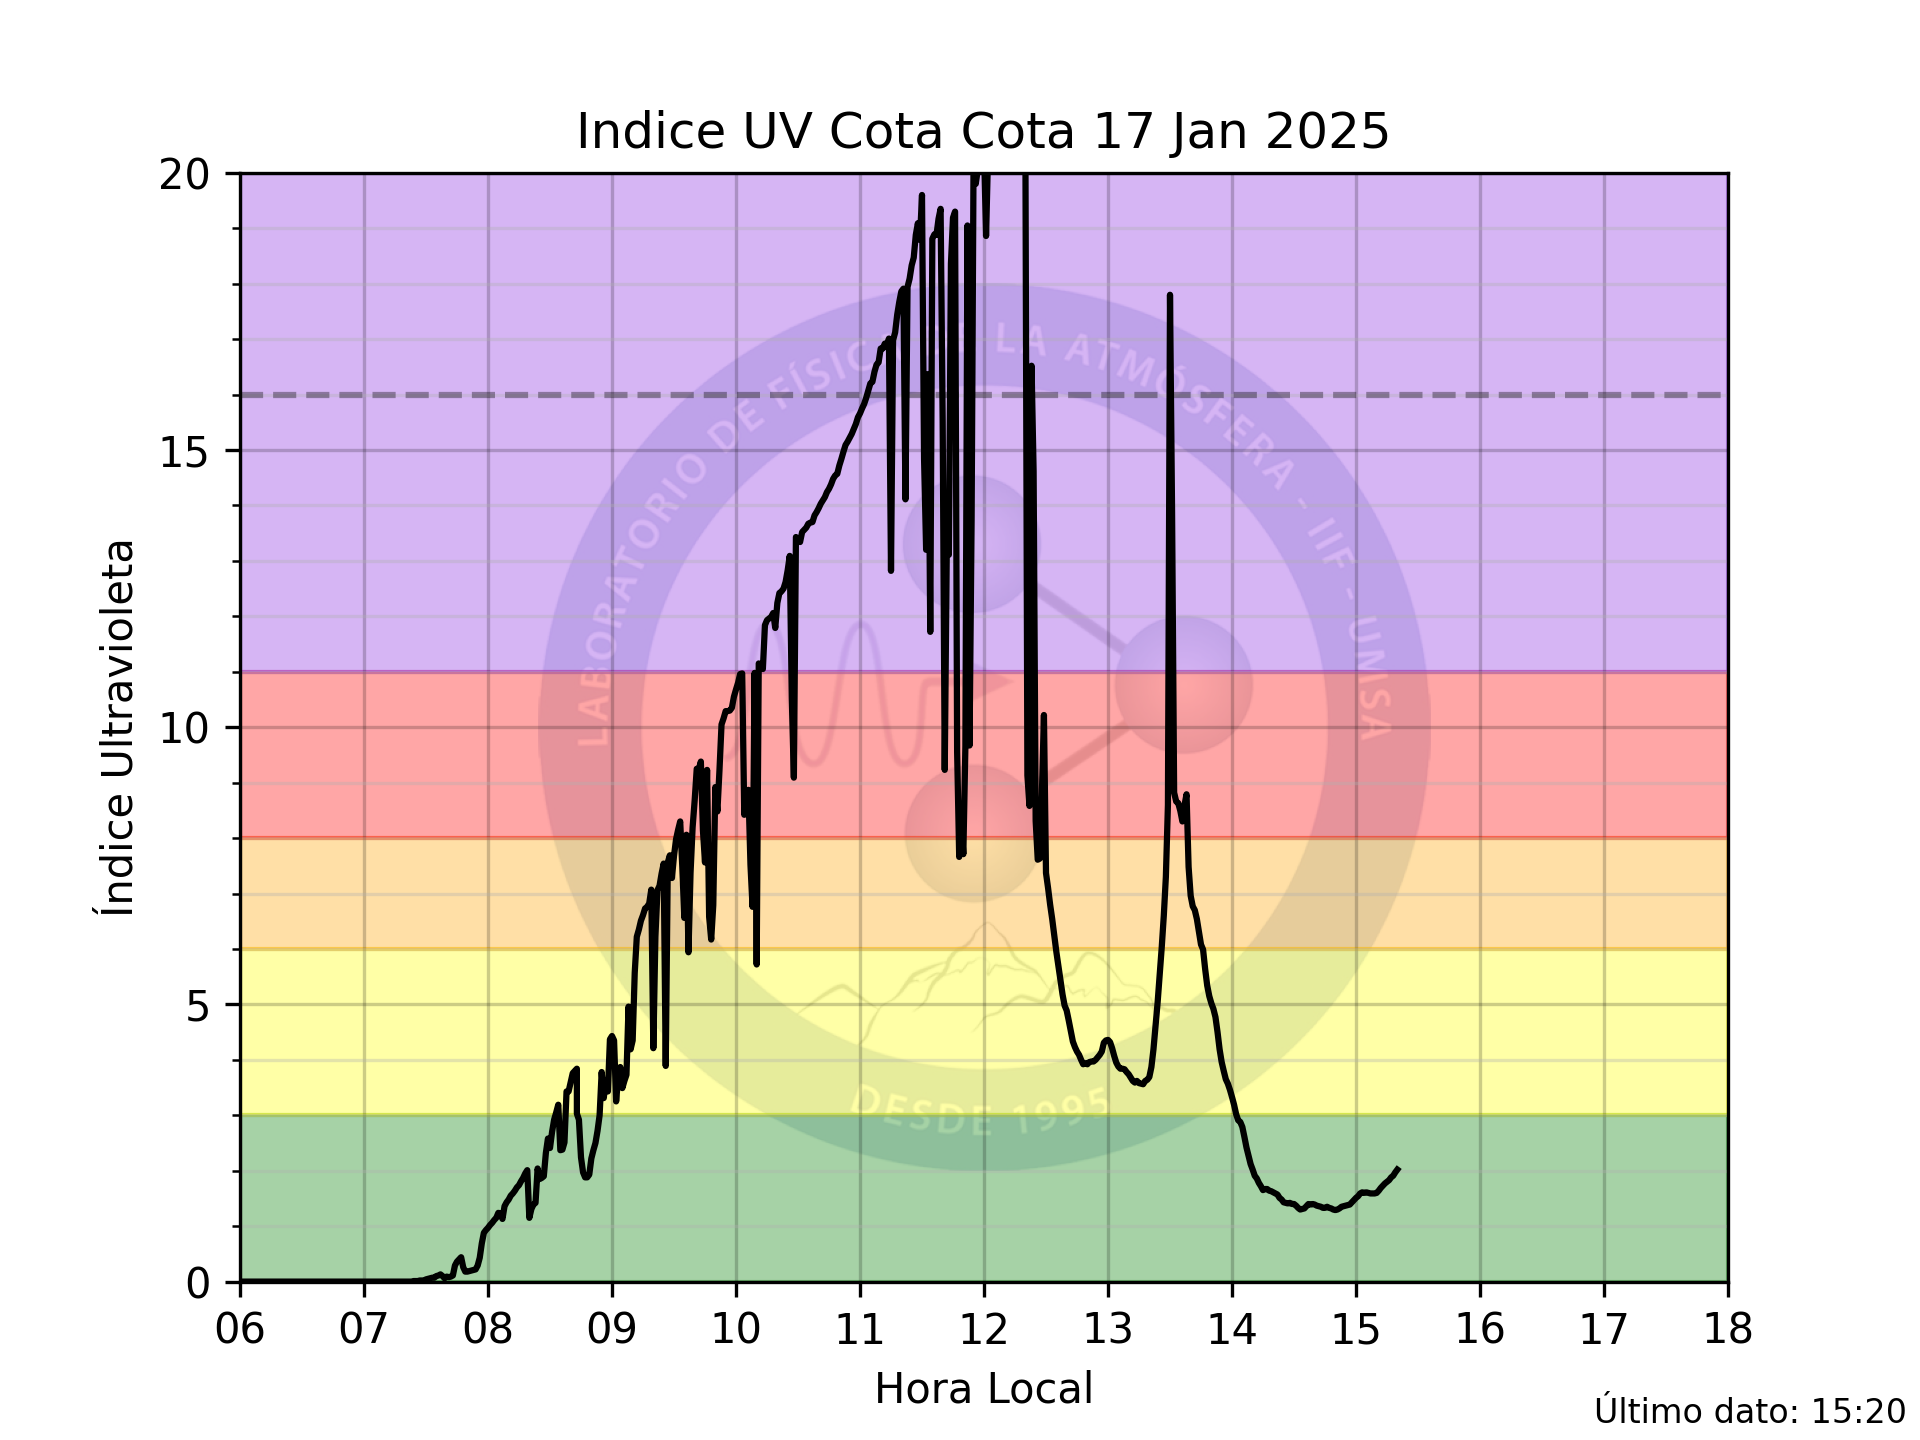 Indice UV Cota Cota 17 Jan 2025
20
15
10
5
0
Índice Ultravioleta
LABORATORIO DE FÍSIC LA ATMÓSFERA - IIF - UMSA
DESDE 1995
06 07 08 09 10 11 12 13 14 15 16 17 18
Hora Local
Último dato: 15:20